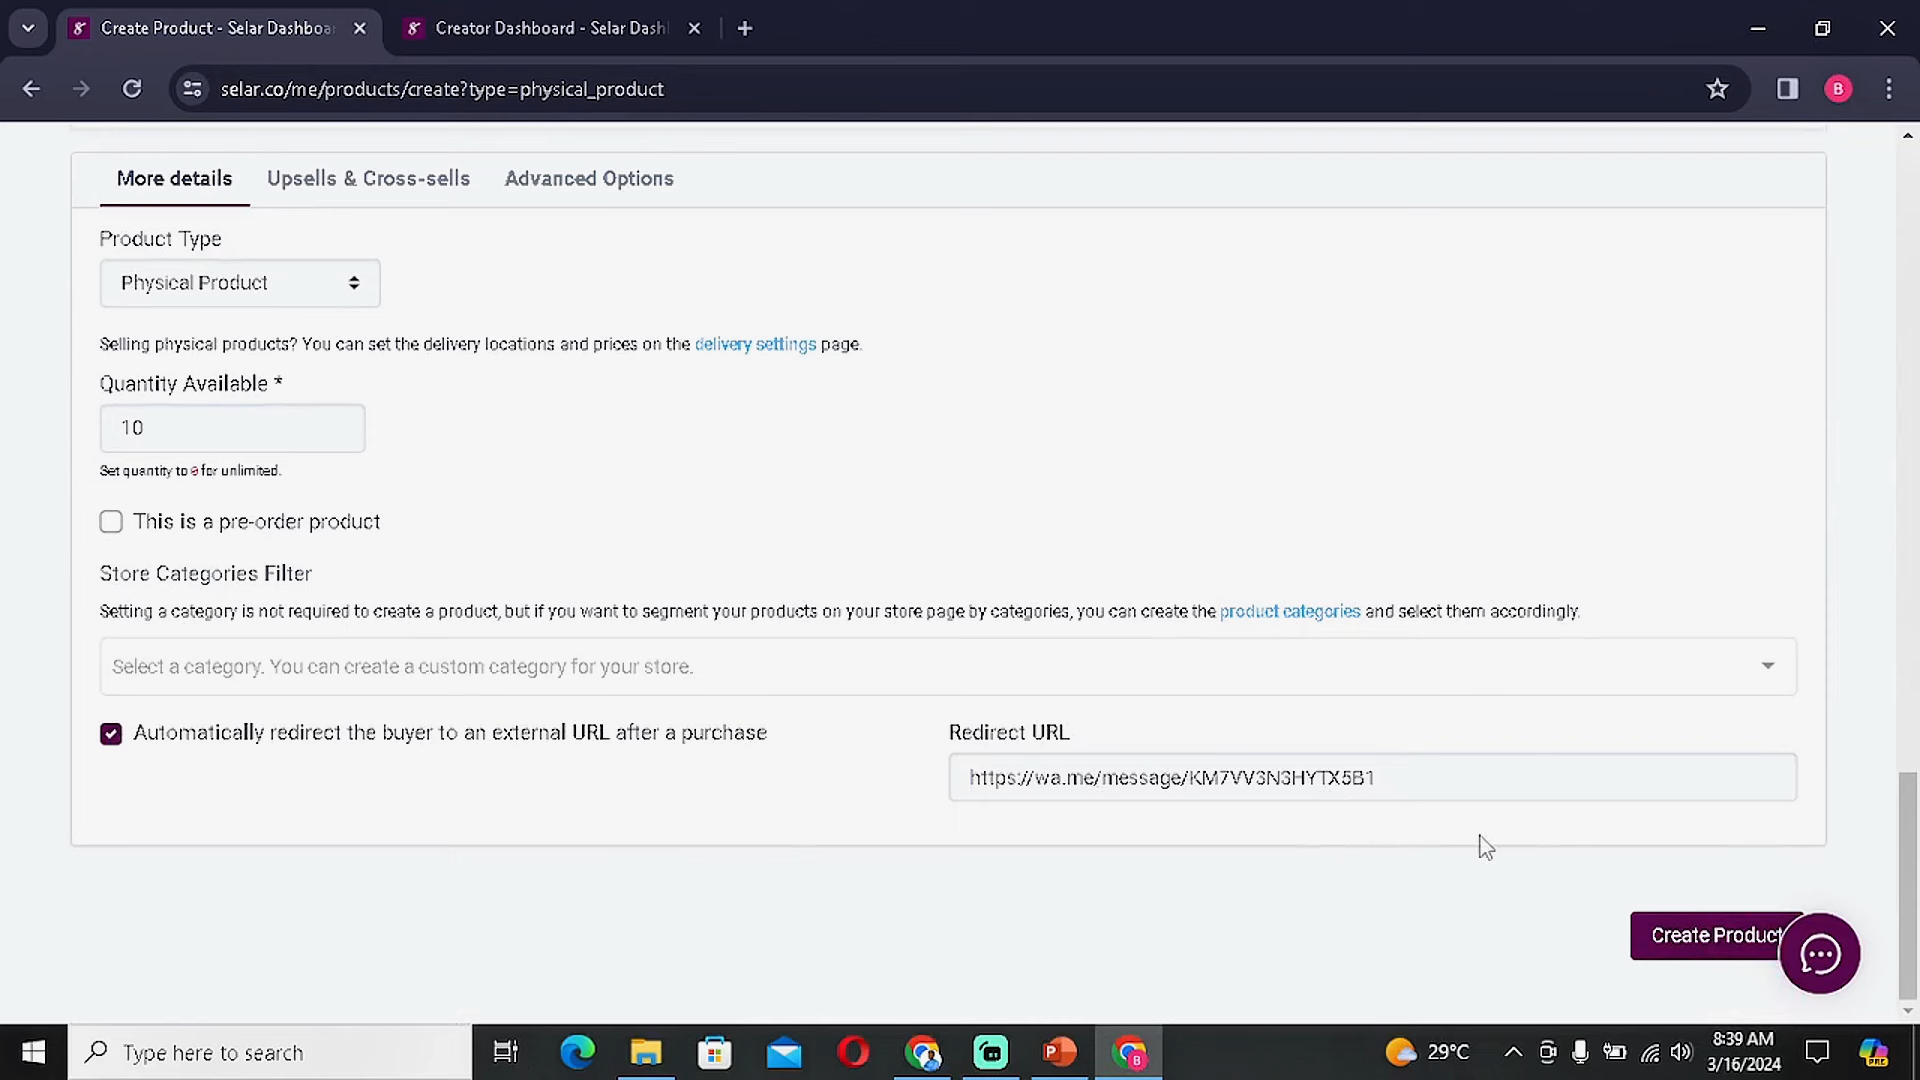 Create Product - Selar Dashboa
Creator Dashboard - Selar Dash
selar.co/me/products/create?type=physical_product
B
More details
Upsells & Cross-sells
Advanced Options
Product Type
Physical Product
Selling physical products? You can set the delivery locations and prices on the delivery settings page.
Quantity Available *
10
Set quantity to 0 for unlimited.
This is a pre-order product
Store Categories Filter
Setting a category is not required to create a product, but if you want to segment your products on your store page by categories, you can create the product categories and select them accordingly.
Select a category. You can create a custom category for your store.
Automatically redirect the buyer to an external URL after a purchase
Redirect URL
https://wa.me/message/KM7VV3N3HYTX5B1
Create Product
Type here to search
29°C
8:39 AM
3/16/2024